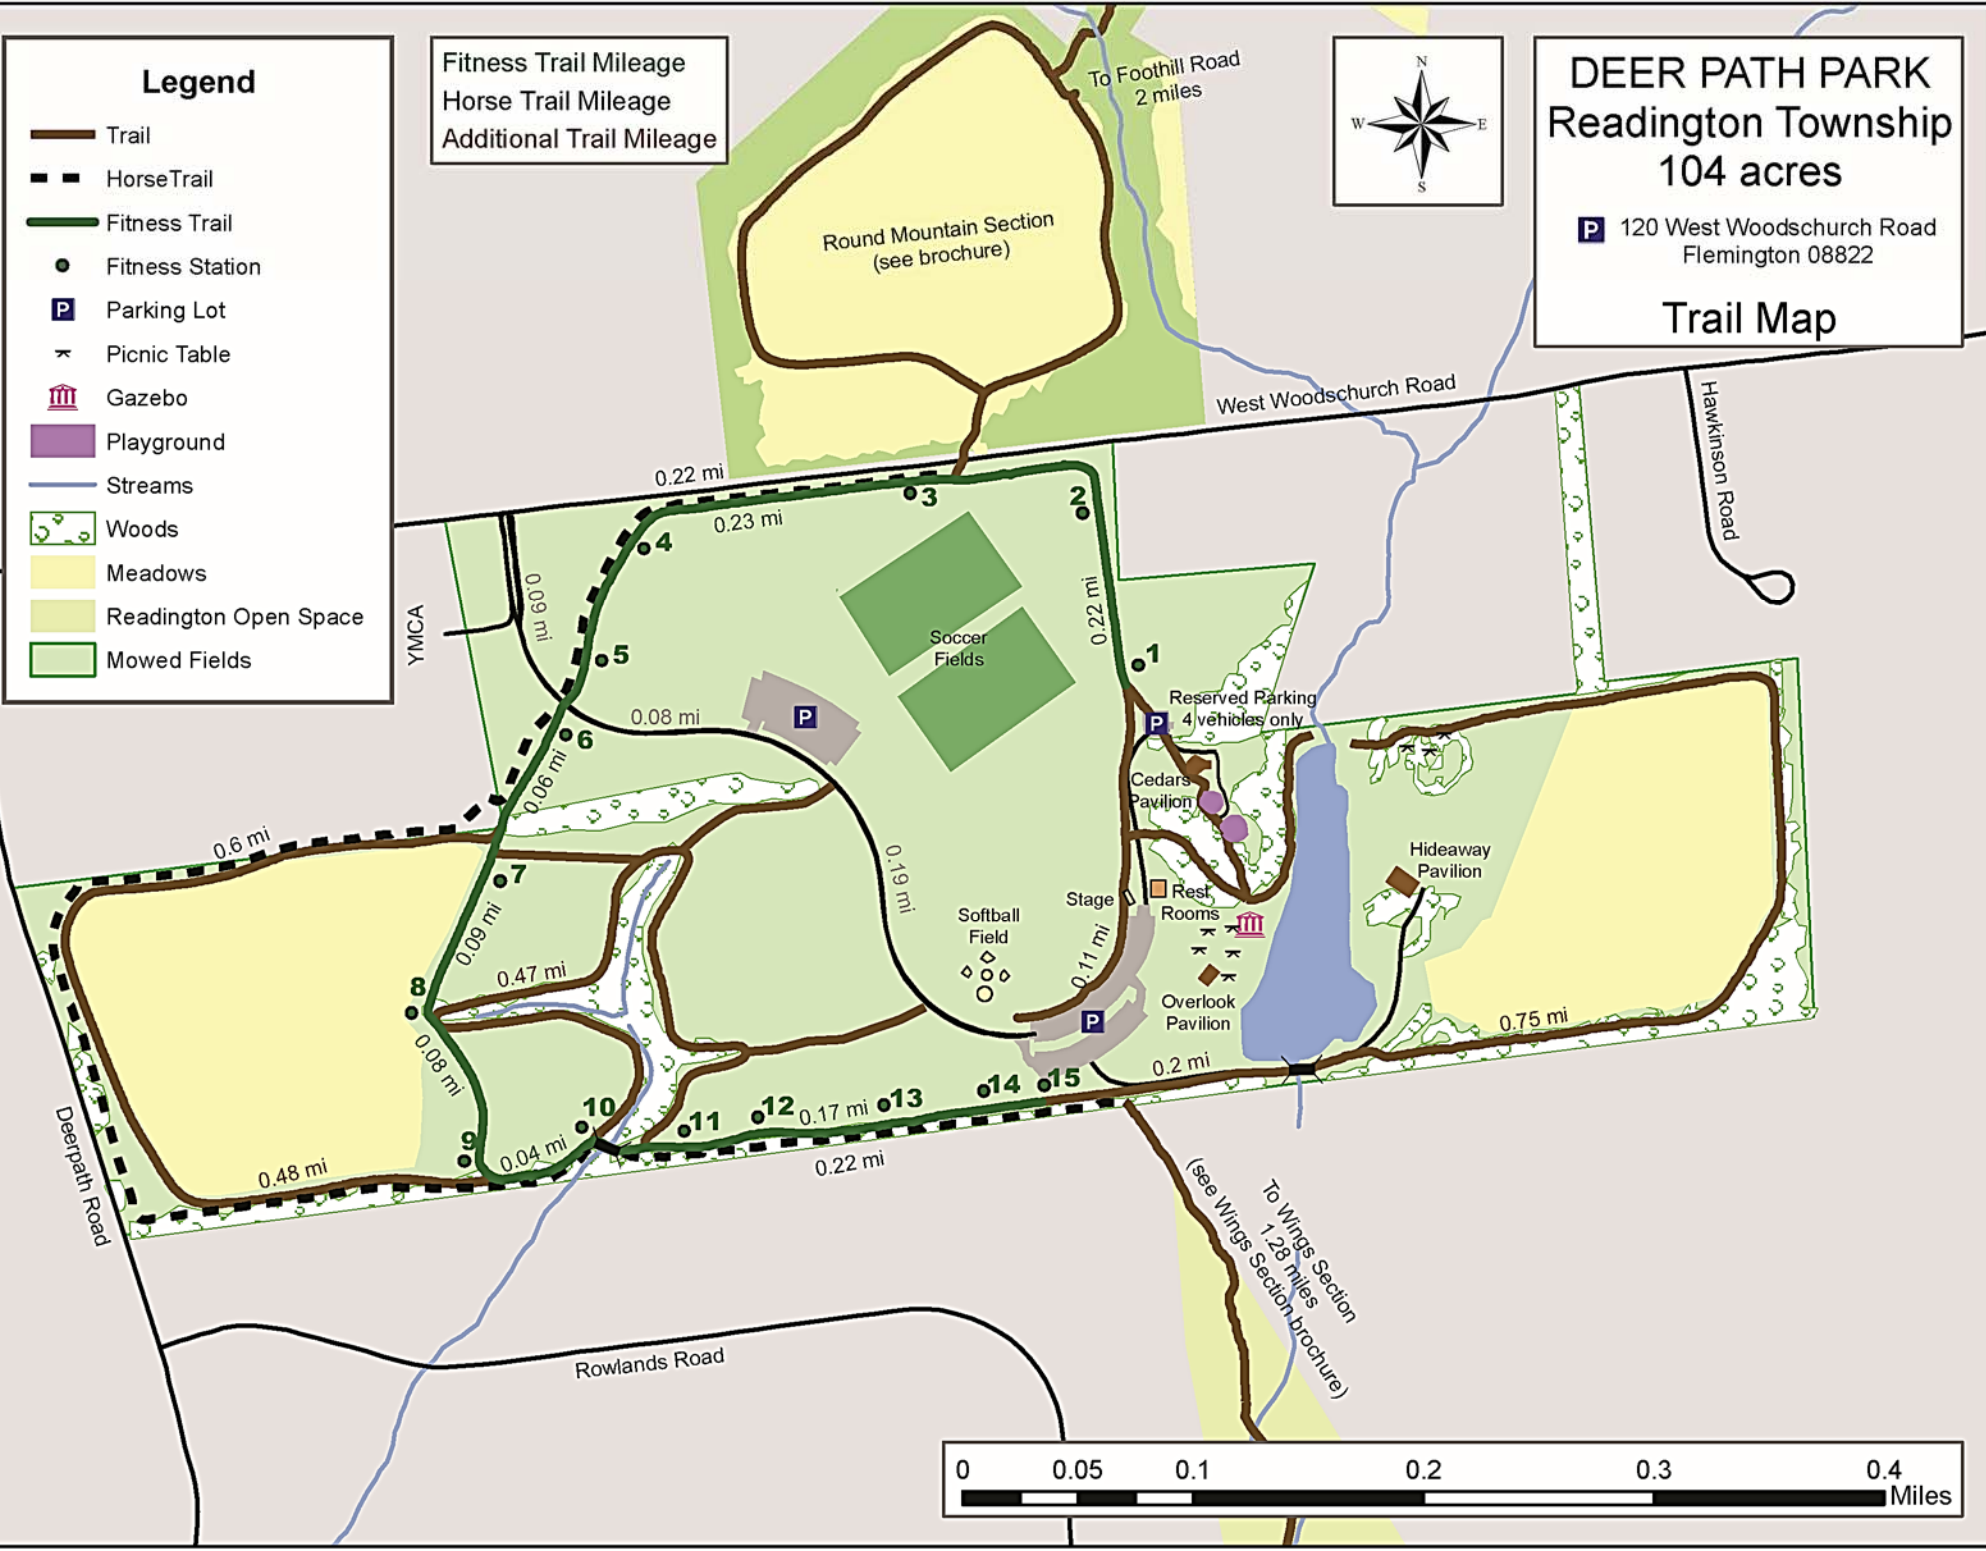 Legend
Trail
HorseTrail
Fitness Trail
Fitness Station
P Parking Lot
Picnic Table
Gazebo
Playground
Streams
Woods
Meadows
Readington Open Space
Mowed Fields
Fitness Trail Mileage
Horse Trail Mileage
Additional Trail Mileage
To Foothill Road
2 miles
N
W E
S
DEER PATH PARK
Readington Township
104 acres
P 120 West Woodschurch Road
Flemington 08822
Trail Map
Round Mountain Section
(see brochure)
West Woodschurch Road
Hawkinson Road
0.22 mi
0.23 mi
3
2
4
0.09 mi
YMCA
5
Soccer
Fields
0.22 mi
1
Reserved Parking
4 vehicles only
P
P
0.08 mi
6
0.06 mi
Cedars
Pavilion
0.6 mi
7
0.19 mi
Hideaway
Pavilion
Stage
Rest
Rooms
Softball
Field
0.09 mi
0.47 mi
8
0.11 mi
Overlook
Pavilion
P
0.75 mi
0.08 mi
0.2 mi
15
14
13
12
11
10
9
0.17 mi
0.04 mi
0.22 mi
0.48 mi
Deerpath Road
To Wings Section
1.28 miles
(see Wings Section brochure)
Rowlands Road
0 0.05 0.1 0.2 0.3 0.4
Miles